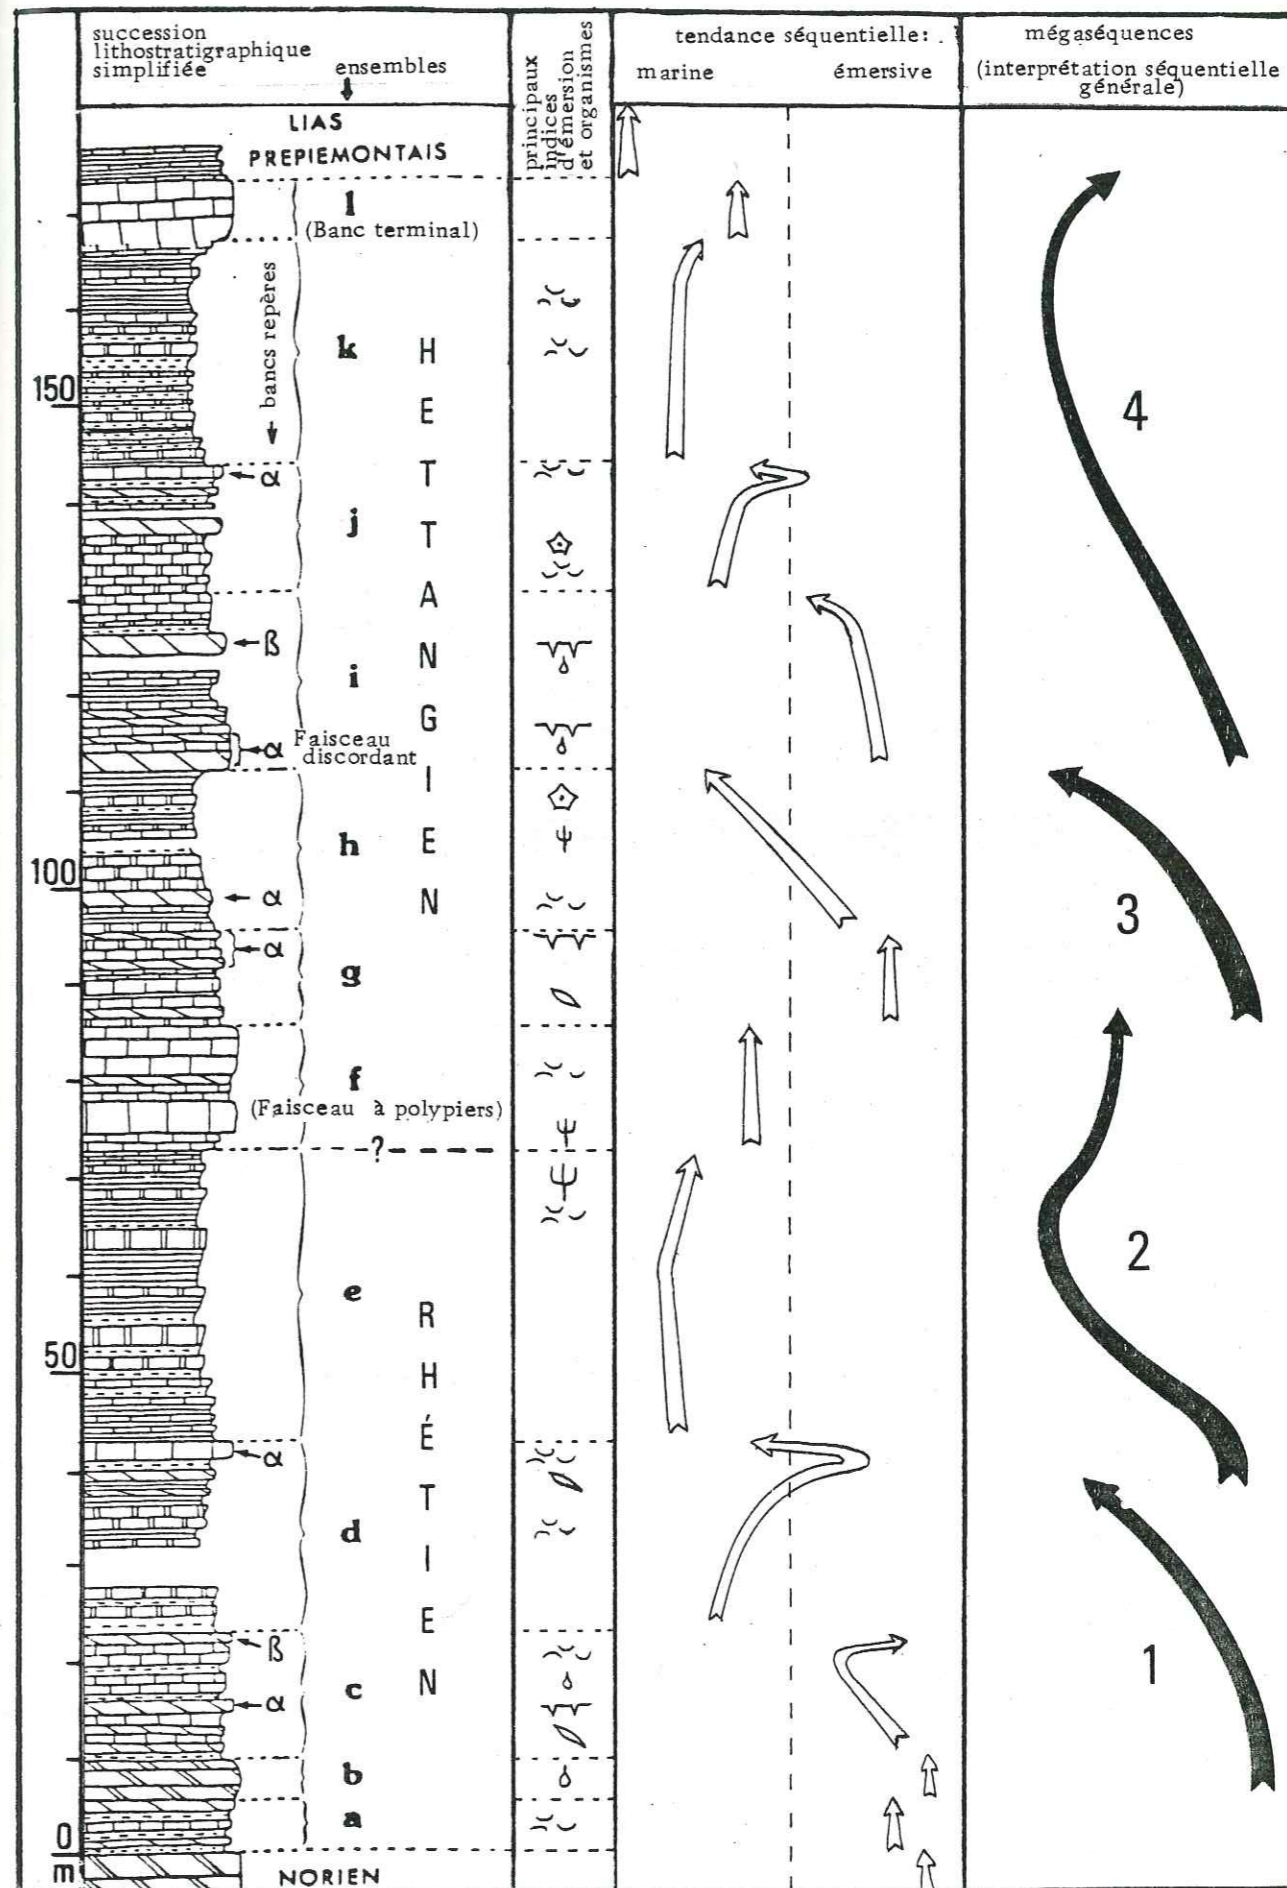 succession
lithostratigraphique
simplifiée
ensembles
principaux
indices
d'émersion
et organismes
tendance séquentielle:
marine
émersive
mégaséquences
(interprétation séquentielle
générale)
LIAS
PREPIEMONTAIS
l
(Banc terminal)
bancs repères
k
HETTANGIEN
150
α
j
ß
i
α
Faisceau
discordant
4
h
100
α
3
α
g
f
(Faisceau à polypiers)
?
2
e
RHÉTIEN
50
α
d
ß
1
c
α
b
a
0
m
NORIEN